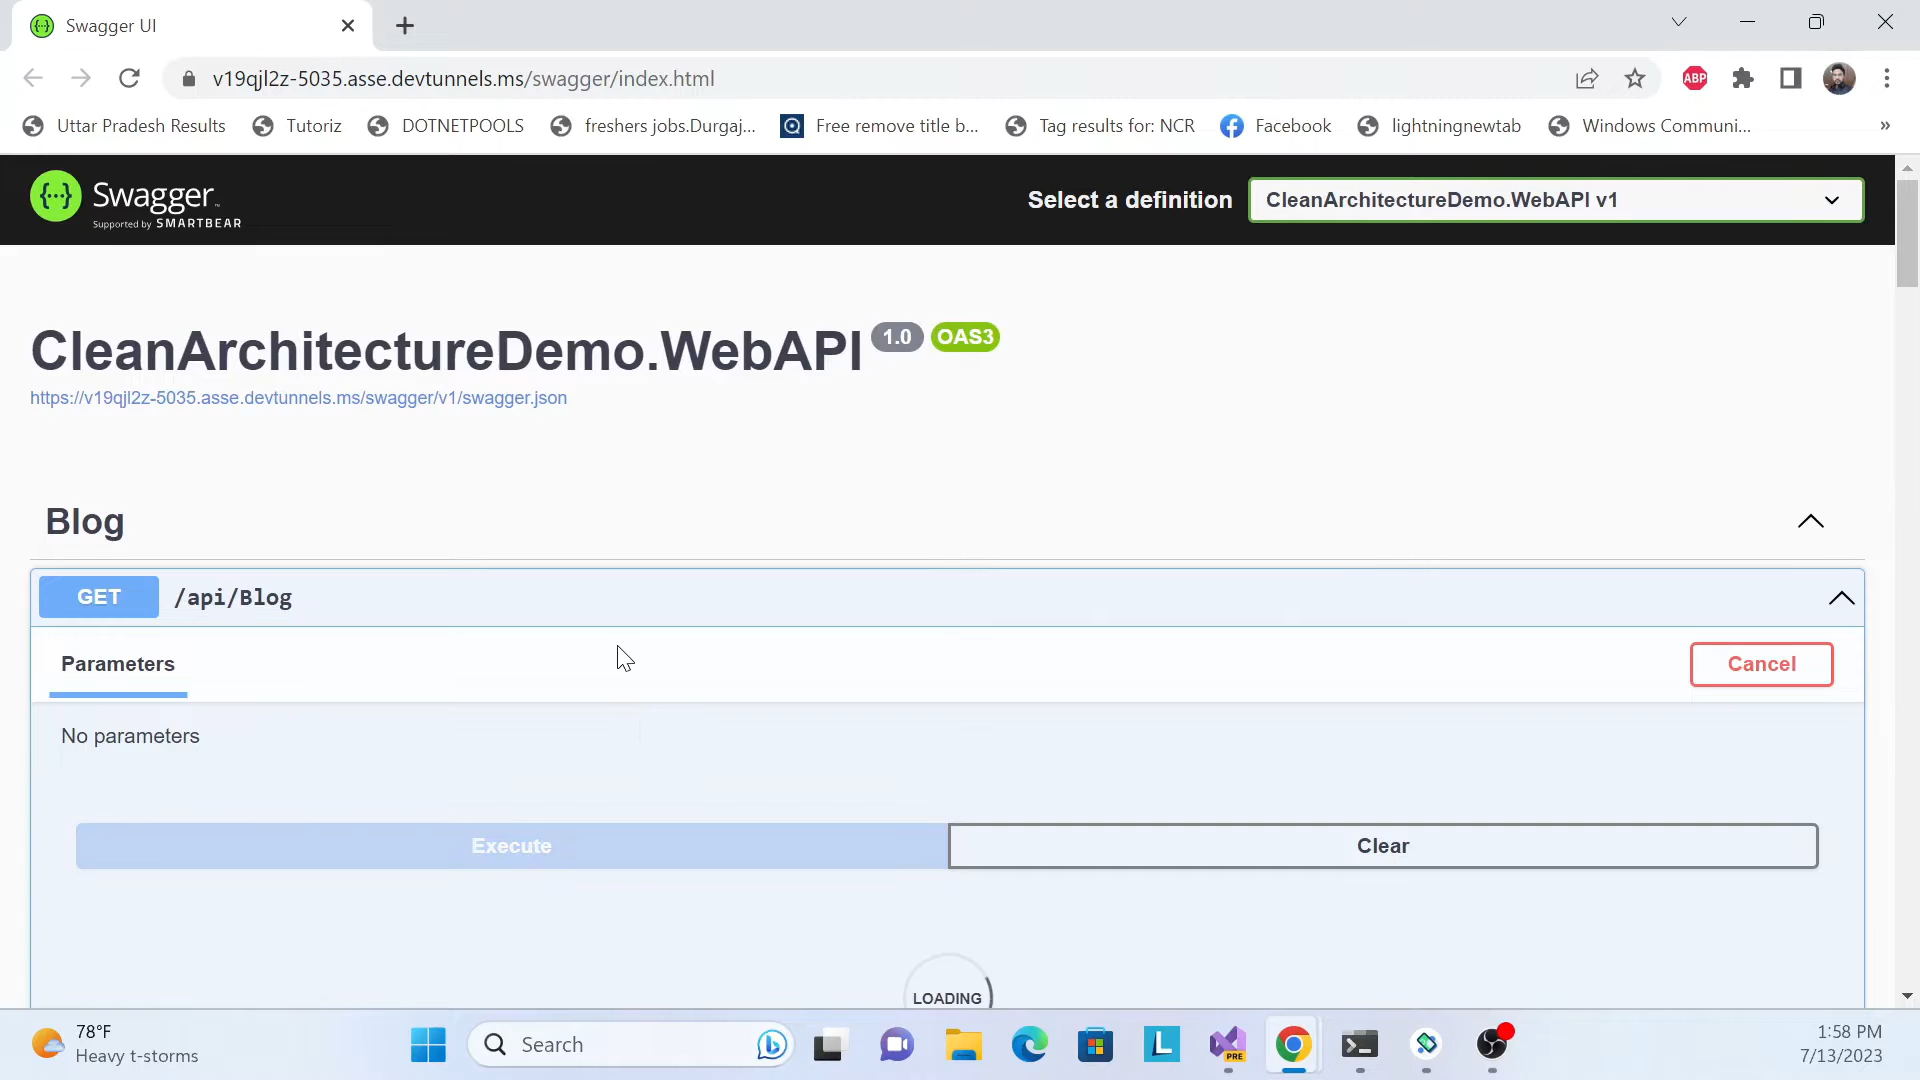 Swagger UI
v19qjl2z-5035.asse.devtunnels.ms/swagger/index.html
ABP
Uttar Pradesh Results
Tutoriz
DOTNETPOOLS
freshers jobs.Durgaj...
Free remove title b...
Tag results for: NCR
Facebook
lightningnewtab
Windows Communi...
»
{···} Swagger™
Supported by SMARTBEAR
Select a definition
CleanArchitectureDemo.WebAPI v1
CleanArchitectureDemo.WebAPI 1.0 OAS3
https://v19qjl2z-5035.asse.devtunnels.ms/swagger/v1/swagger.json
Blog
GET /api/Blog
Parameters
Cancel
No parameters
Execute
Clear
LOADING
78°F
Heavy t-storms
Search
L
PRE
1:58 PM
7/13/2023